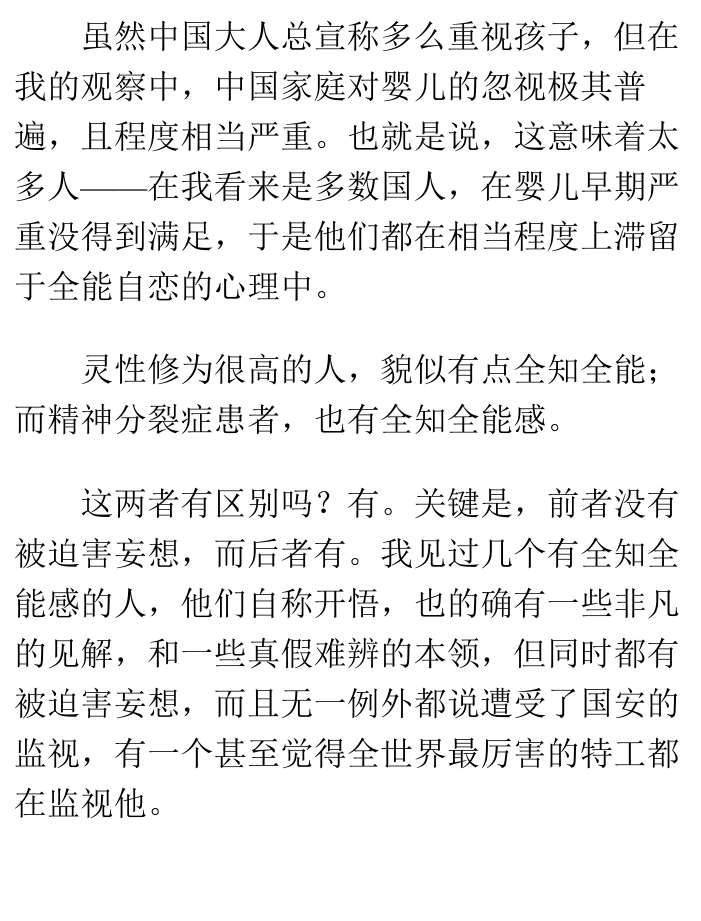 虽然中国大人总宣称多么重视孩子，但在
我的观察中，中国家庭对婴儿的忽视极其普
遍，且程度相当严重。也就是说，这意味着太
多人——在我看来是多数国人，在婴儿早期严
重没得到满足，于是他们都在相当程度上滞留
于全能自恋的心理中。
灵性修为很高的人，貌似有点全知全能；
而精神分裂症患者，也有全知全能感。
这两者有区别吗？有。关键是，前者没有
被迫害妄想，而后者有。我见过几个有全知全
能感的人，他们自称开悟，也的确有一些非凡
的见解，和一些真假难辨的本领，但同时都有
被迫害妄想，而且无一例外都说遭受了国安的
监视，有一个甚至觉得全世界最厉害的特工都
在监视他。